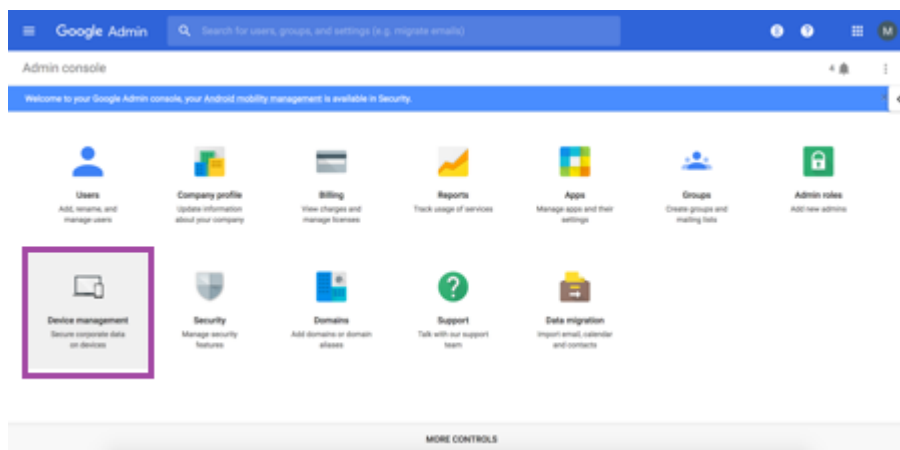 Google Admin
Search for users, groups, and settings (e.g. migrate emails)
M
Admin console
4
Welcome to your Google Admin console, your Android mobility management is available in Security.
Users
Add, rename, and
manage users
Company profile
Update information
about your company
Billing
View charges and
manage licenses
Reports
Track usage of services
Apps
Manage apps and their
settings
Groups
Create groups and
mailing lists
Admin roles
Add new admins
Device management
Secure corporate data
on devices
Security
Manage security
features
Domains
Add domains or domain
aliases
Support
Talk with our support
team
Data migration
Import email, calendar
and contacts
MORE CONTROLS